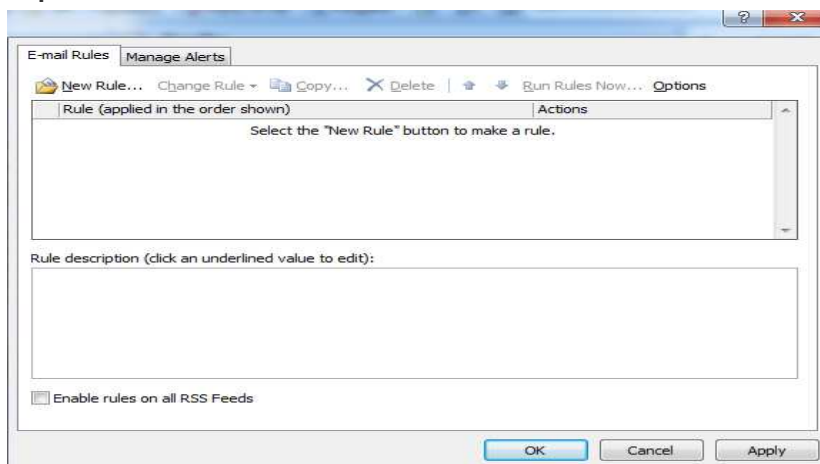 ?
E-mail Rules Manage Alerts
New Rule... Change Rule Copy... Delete Run Rules Now... Options
Rule (applied in the order shown) Actions
Select the "New Rule" button to make a rule.
Rule description (click an underlined value to edit):
Enable rules on all RSS Feeds
OK Cancel Apply